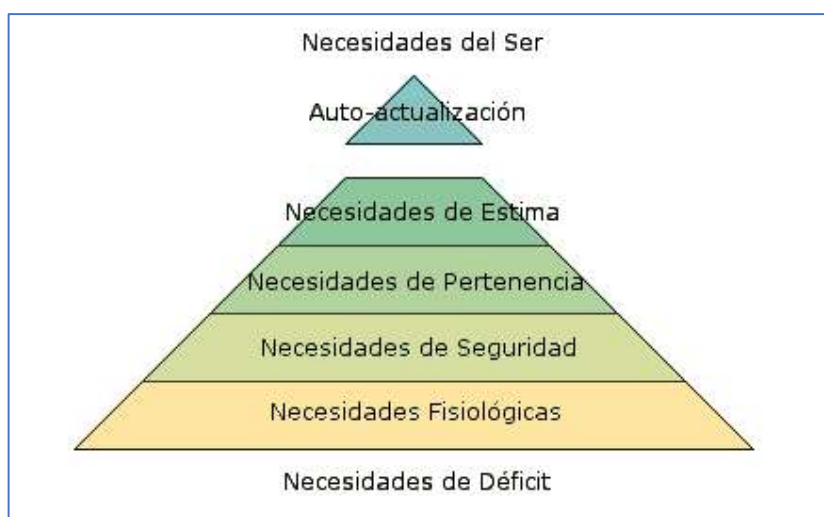 Necesidades del Ser
Auto-actualización
Necesidades de Estima
Necesidades de Pertenencia
Necesidades de Seguridad
Necesidades Fisiológicas
Necesidades de Déficit